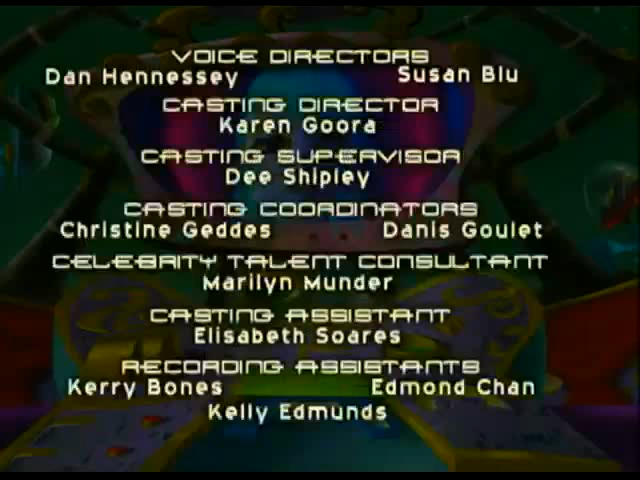 VOICE DIRECTORS
Dan Hennessey Susan Blu
CASTING DIRECTOR
Karen Goora
CASTING SUPERVISOR
Dee Shipley
CASTING COORDINATORS
Christine Geddes Danis Goulet
CELEBRITY TALENT CONSULTANT
Marilyn Munder
CASTING ASSISTANT
Elisabeth Soares
RECORDING ASSISTANTS
Kerry Bones Edmond Chan
Kelly Edmunds